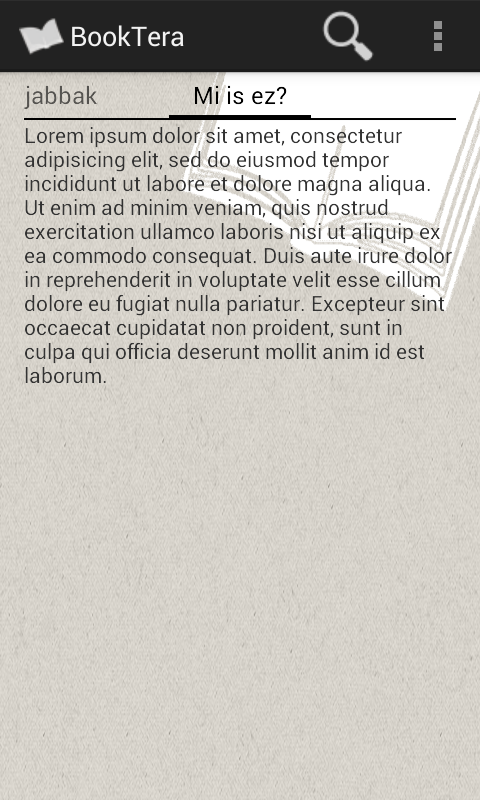 BookTera
jabbak
Mi is ez?
Lorem ipsum dolor sit amet, consectetur
adipisicing elit, sed do eiusmod tempor
incididunt ut labore et dolore magna aliqua.
Ut enim ad minim veniam, quis nostrud
exercitation ullamco laboris nisi ut aliquip ex
ea commodo consequat. Duis aute irure dolor
in reprehenderit in voluptate velit esse cillum
dolore eu fugiat nulla pariatur. Excepteur sint
occaecat cupidatat non proident, sunt in
culpa qui officia deserunt mollit anim id est
laborum.